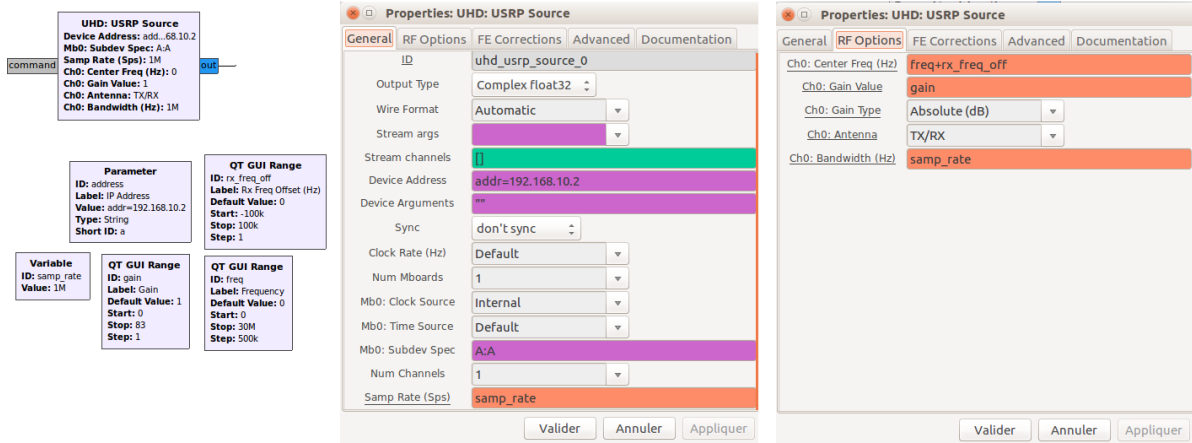 UHD: USRP Source
Device Address: add...68.10.2
Mb0: Subdev Spec: A:A
Samp Rate (Sps): 1M
Ch0: Center Freq (Hz): 0
Ch0: Gain Value: 1
Ch0: Antenna: TX/RX
Ch0: Bandwidth (Hz): 1M
command
out
Parameter
ID: address
Label: IP Address
Value: addr=192.168.10.2
Type: String
Short ID: a
QT GUI Range
ID: rx_freq_off
Label: Rx Freq Offset (Hz)
Default Value: 0
Start: -100k
Stop: 100k
Step: 1
Variable
ID: samp_rate
Value: 1M
QT GUI Range
ID: gain
Label: Gain
Default Value: 1
Start: 0
Stop: 83
Step: 1
QT GUI Range
ID: freq
Label: Frequency
Default Value: 0
Start: 0
Stop: 30M
Step: 500k
Properties: UHD: USRP Source
General RF Options FE Corrections Advanced Documentation
ID uhd_usrp_source_0
Output Type Complex float32
Wire Format Automatic
Stream args
Stream channels []
Device Address addr=192.168.10.2
Device Arguments ""
Sync don't sync
Clock Rate (Hz) Default
Num Mboards 1
Mb0: Clock Source Internal
Mb0: Time Source Default
Mb0: Subdev Spec A:A
Num Channels 1
Samp Rate (Sps) samp_rate
Valider Annuler Appliquer
Properties: UHD: USRP Source
General RF Options FE Corrections Advanced Documentation
Ch0: Center Freq (Hz) freq+rx_freq_off
Ch0: Gain Value gain
Ch0: Gain Type Absolute (dB)
Ch0: Antenna TX/RX
Ch0: Bandwidth (Hz) samp_rate
Valider Annuler Appliquer